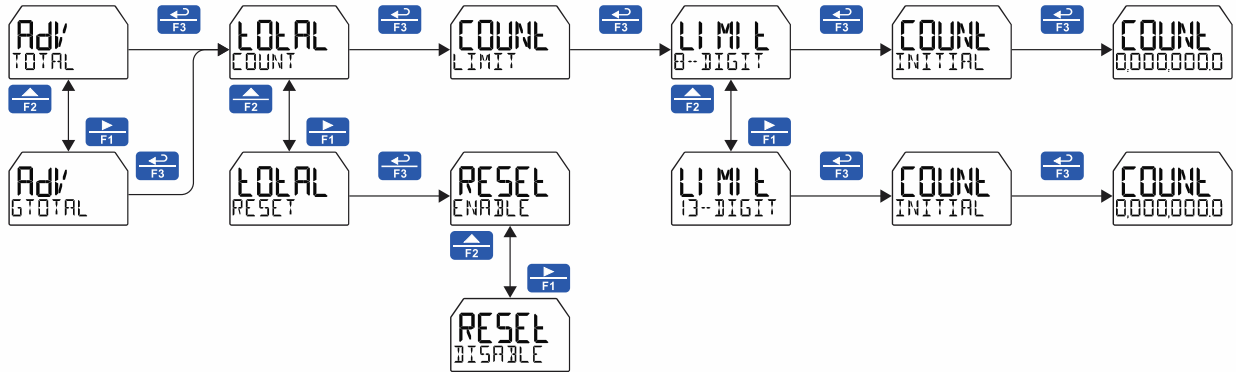 AdV
TOTAL
F3
tOtAL
COUNT
F3
COUNt
LIMIT
F3
LIMIt
8--DIGIT
F3
COUNt
INITIAL
F3
COUNt
0,000,000.0
F2
F1
F2
F1
F2
F1
AdV
GTOTAL
F3
tOtAL
RESET
F3
RESEt
ENABLE
LIMIt
13--DIGIT
F3
COUNt
INITIAL
F3
COUNt
0,000,000.0
F2
F1
RESEt
DISABLE